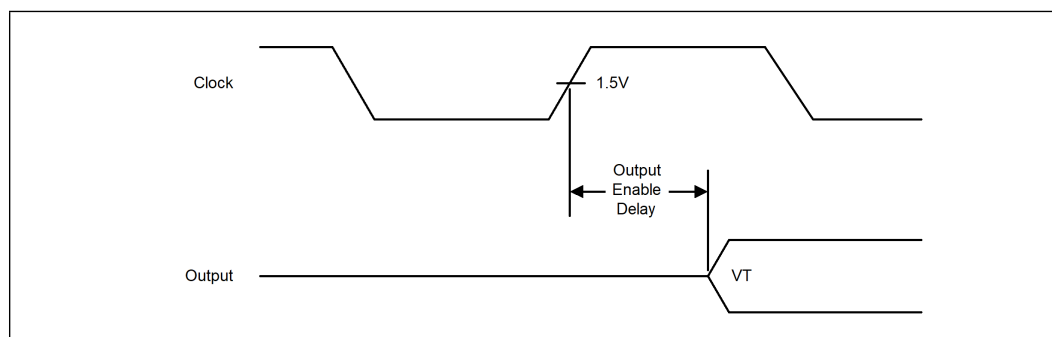 Clock
1.5V
Output
Enable
Delay
Output
VT